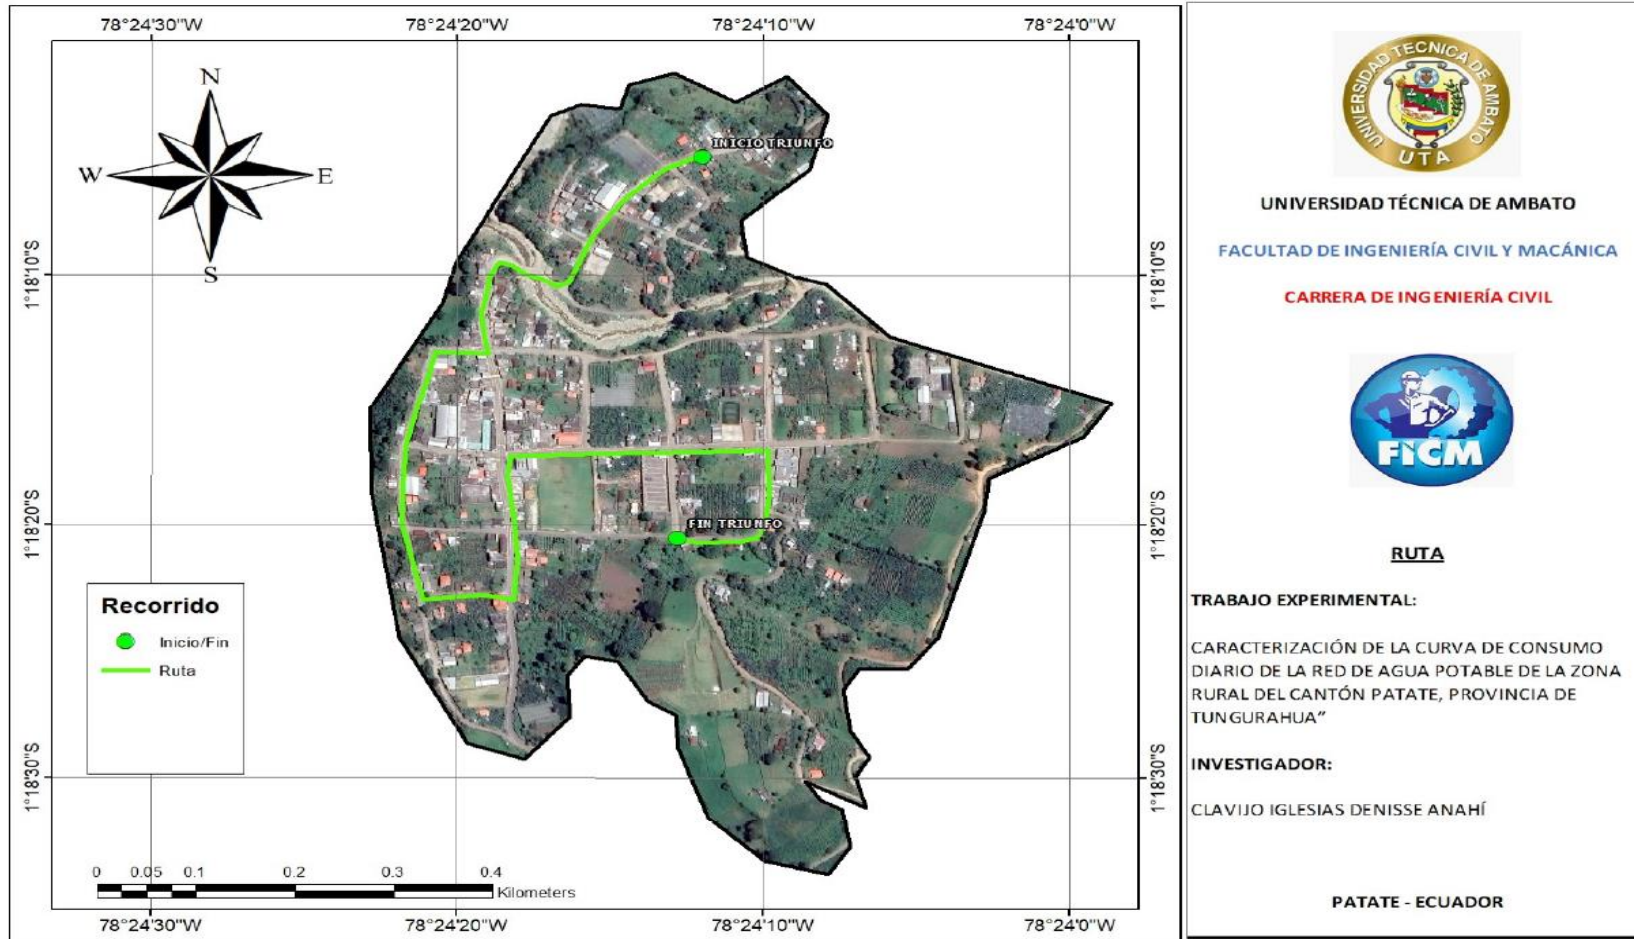 78°24'30"W 78°24'20"W 78°24'10"W 78°24'0"W
N
W E
S
1°18'10"S 1°18'10"S
1°18'20"S 1°18'20"S
1°18'30"S 1°18'30"S
INICIO TRIUNFO
FIN TRIUNFO
Recorrido
Inicio/Fin
Ruta
0 0.05 0.1 0.2 0.3 0.4
Kilometers
78°24'30"W 78°24'20"W 78°24'10"W 78°24'0"W
UNIVERSIDAD TECNICA DE AMBATO
UTA
UNIVERSIDAD TÉCNICA DE AMBATO
FACULTAD DE INGENIERÍA CIVIL Y MACÁNICA
CARRERA DE INGENIERÍA CIVIL
FICM
RUTA
TRABAJO EXPERIMENTAL:
CARACTERIZACIÓN DE LA CURVA DE CONSUMO
DIARIO DE LA RED DE AGUA POTABLE DE LA ZONA
RURAL DEL CANTÓN PATATE, PROVINCIA DE
TUNGURAHUA”
INVESTIGADOR:
CLAVIJO IGLESIAS DENISSE ANAHÍ
PATATE - ECUADOR